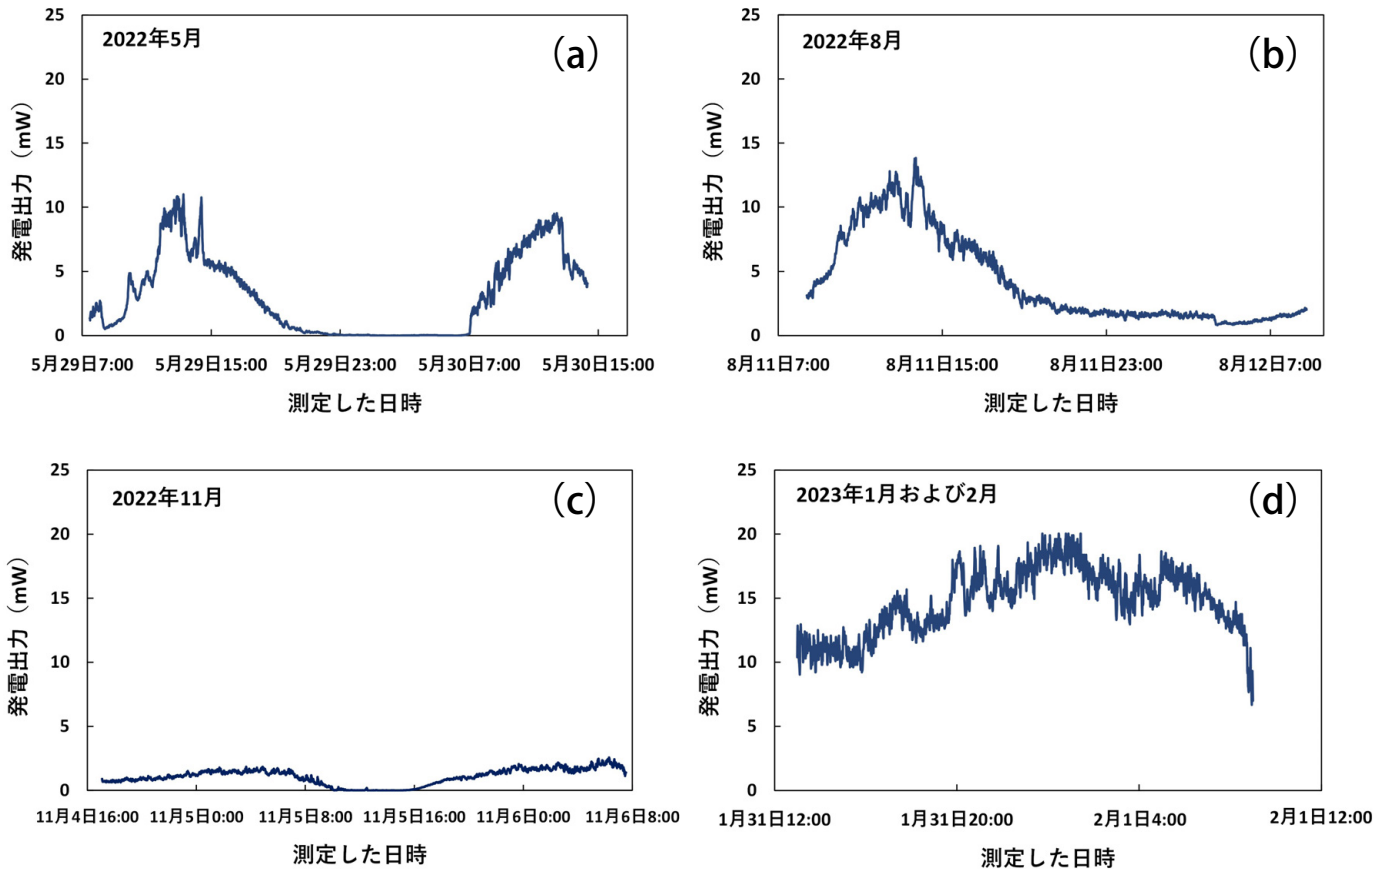 2022年5月
(a)
25
20
15
10
5
0
発電出力（mW）
5月29日7:00
5月29日15:00
5月29日23:00
5月30日7:00
5月30日15:00
測定した日時
2022年8月
(b)
25
20
15
10
5
0
発電出力（mW）
8月11日7:00
8月11日15:00
8月11日23:00
8月12日7:00
測定した日時
2022年11月
(c)
25
20
15
10
5
0
発電出力（mW）
11月4日16:00
11月5日0:00
11月5日8:00
11月5日16:00
11月6日0:00
11月6日8:00
測定した日時
2023年1月および2月
(d)
25
20
15
10
5
0
発電出力（mW）
1月31日12:00
1月31日20:00
2月1日4:00
2月1日12:00
測定した日時